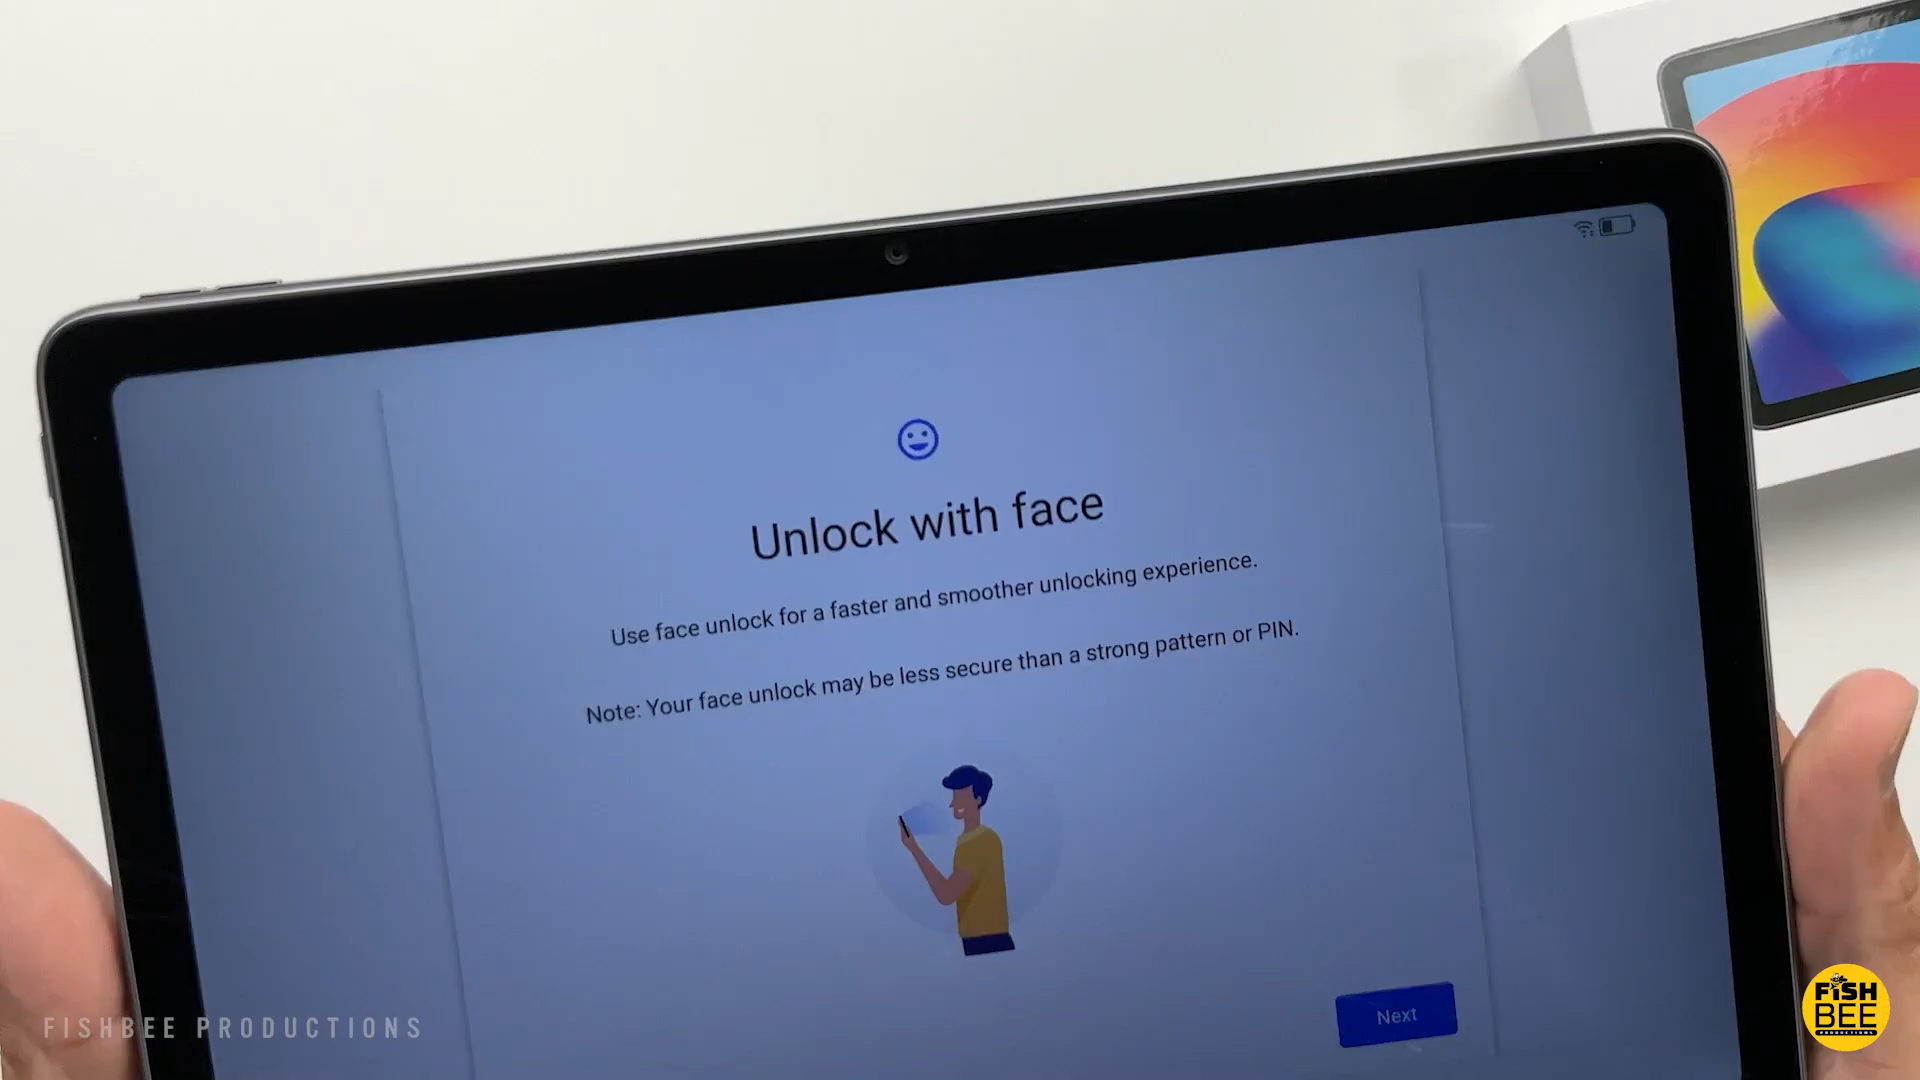 Unlock with face
Use face unlock for a faster and smoother unlocking experience.
Note: Your face unlock may be less secure than a strong pattern or PIN.
Next
FISHBEE PRODUCTIONS
FiSH
BEE
PRODUCTIONS